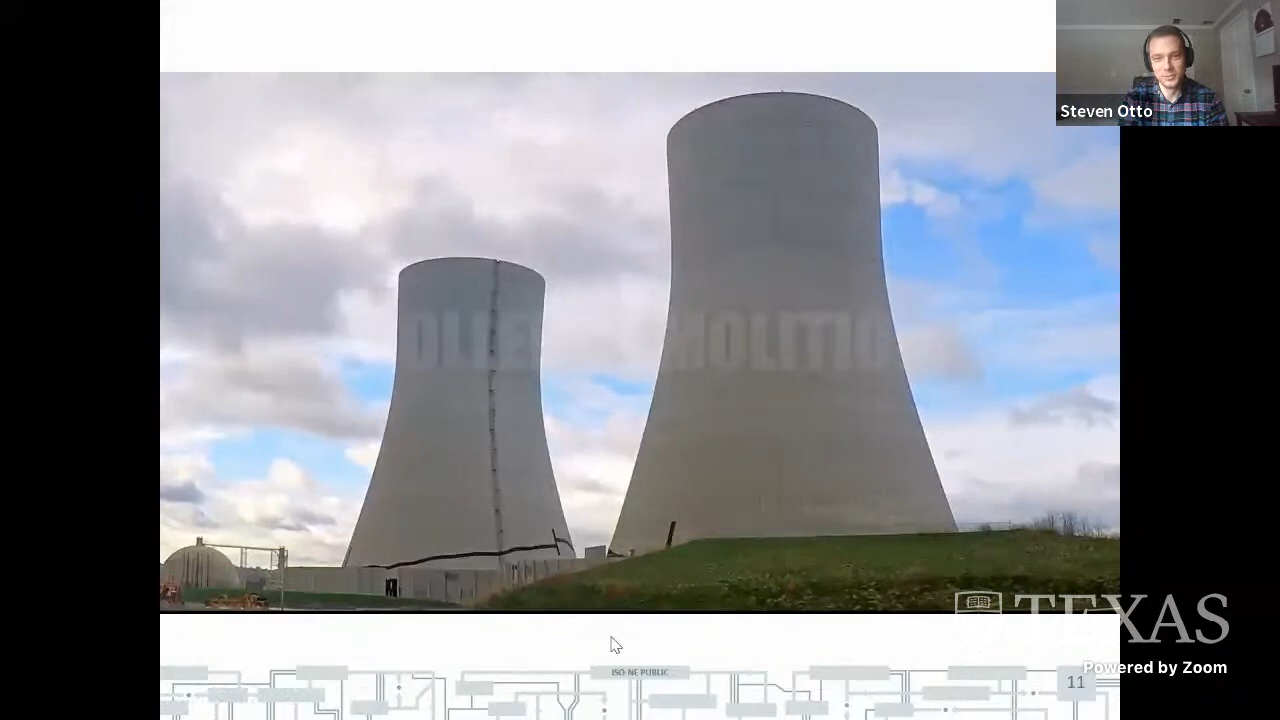 Steven Otto
TEXAS
Powered by Zoom
ISO-NE PUBLIC
11